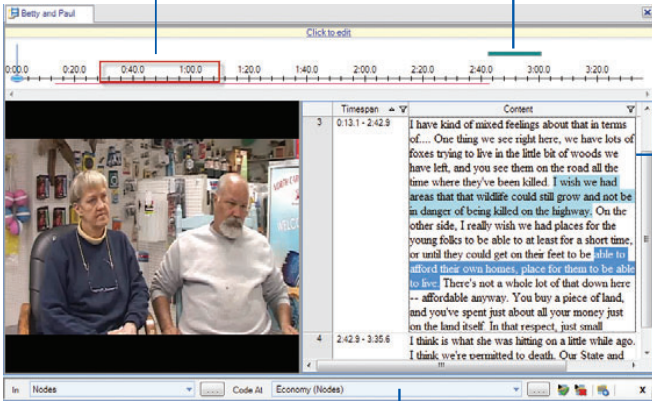 Betty and Paul
Click to edit
0:00.0 0:20.0 0:40.0 1:00.0 1:20.0 1:40.0 2:00.0 2:20.0 2:40.0 3:00.0 3:20.0
Timespan Content
3 0:13.1 - 2:42.9 I have kind of mixed feelings about that in terms
of.... One thing we see right here, we have lots of
foxes trying to live in the little bit of woods we
have left, and you see them on the road all the
time where they've been killed. I wish we had
areas that that wildlife could still grow and not be
in danger of being killed on the highway. On the
other side, I really wish we had places for the
young folks to be able to at least for a short time,
or until they could get on their feet to be able to
afford their own homes, place for them to be able
to live. There's not a whole lot of that down here
-- affordable anyway. You buy a piece of land,
and you've spent just about all your money just
on the land itself. In that respect, just small
4 2:42.9 - 3:35.6 I think is what she was hitting on a little while ago.
I think we're permitted to death. Our State and
In Nodes ... Code At Economy (Nodes) ... x